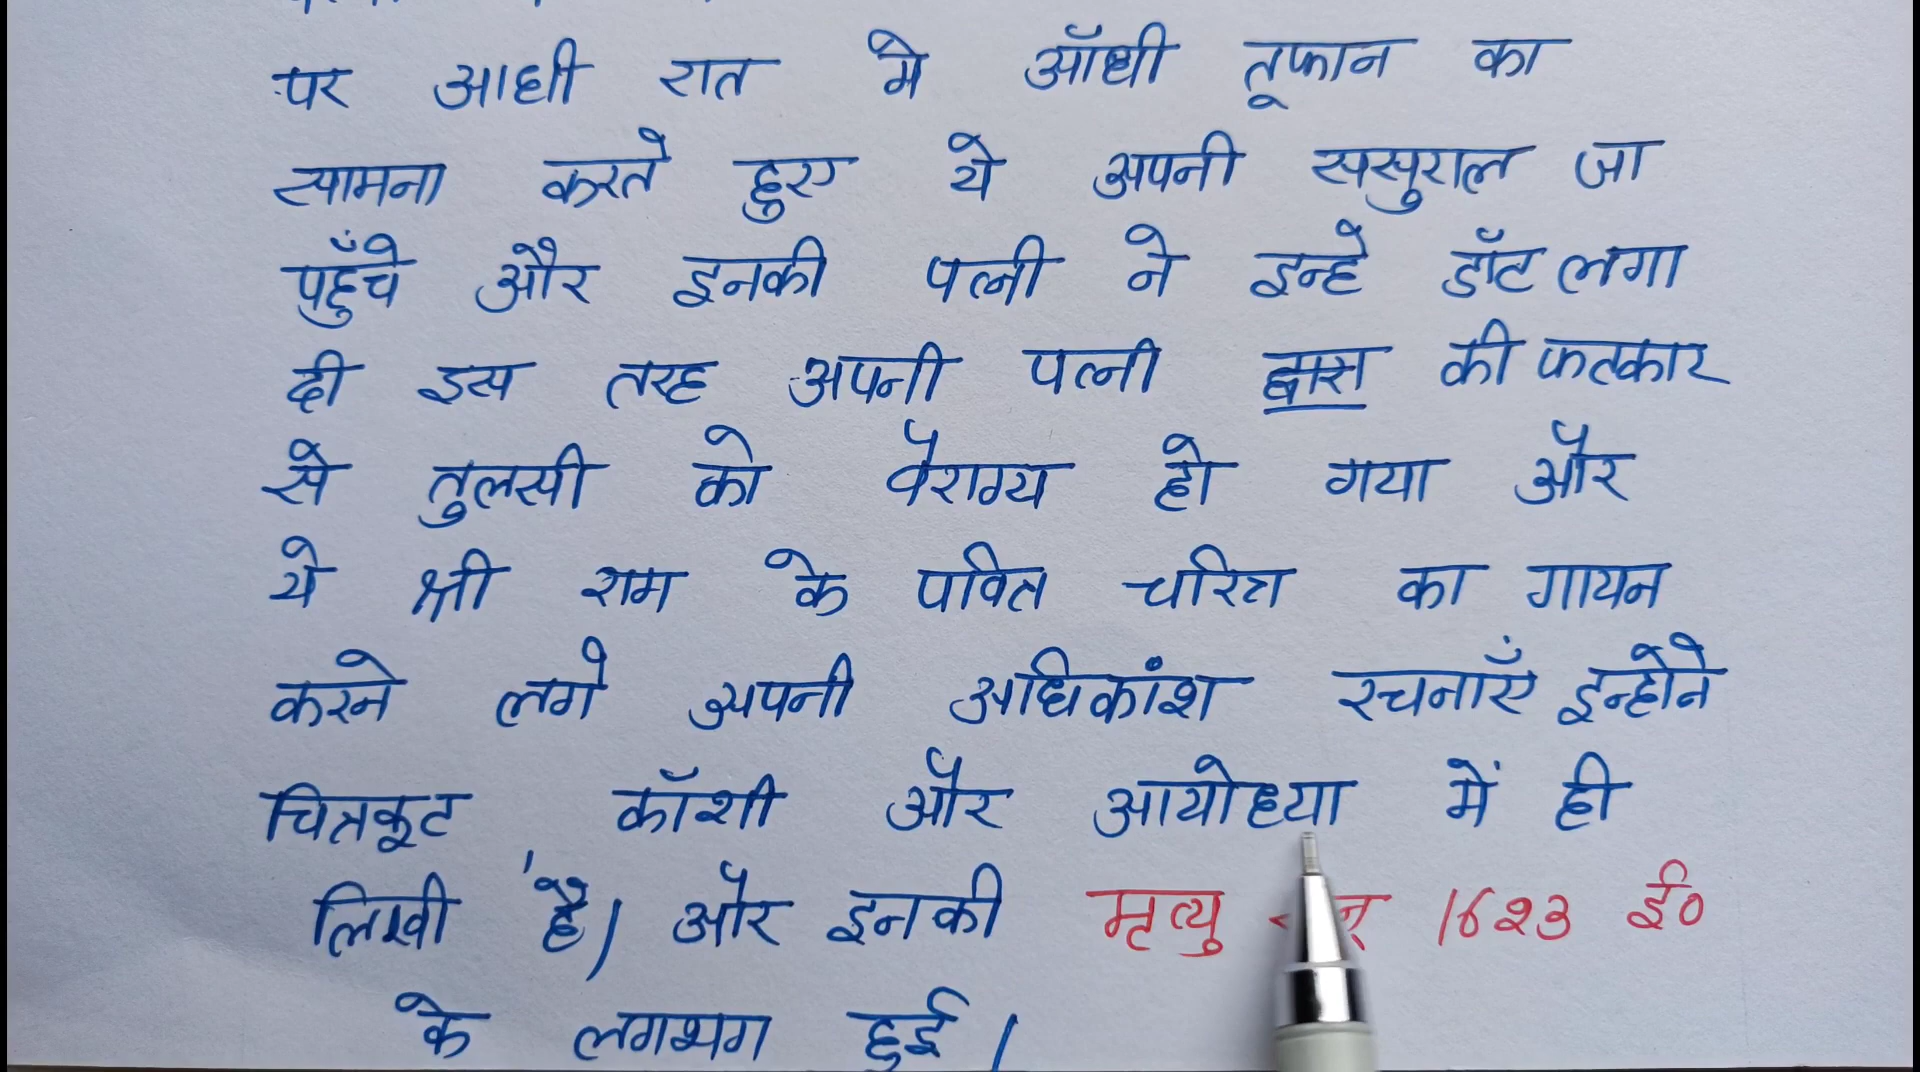 पर आधी रात मे ऑधी तूफान का
सामना करते हुए ये अपनी ससुराल जा
पहुँचे और इनकी पत्नी ने इन्हे डॉट लगा
दी इस तरह अपनी पत्नी द्वारा की फटकार
से तुलसी को वैराग्य हो गया और
ये श्री राम के पवित्र चरित्र का गायन
करने लगे अपनी अधिकांश रचनाएँ इन्होने
चित्रकूट कॉशी और आयोध्या में ही
लिखी है। और इनकी मृत्यु 1623 ई०
के लगभग हुई।